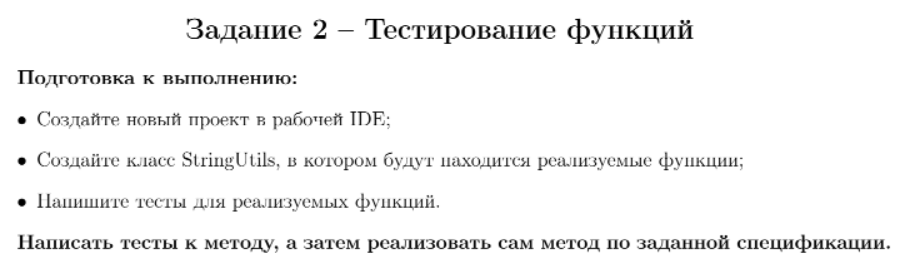 Задание 2 – Тестирование функций
Подготовка к выполнению:
• Создайте новый проект в рабочей IDE;
• Создайте класс StringUtils, в котором будут находится реализуемые функции;
• Напишите тесты для реализуемых функций.
Написать тесты к методу, а затем реализовать сам метод по заданной спецификации.